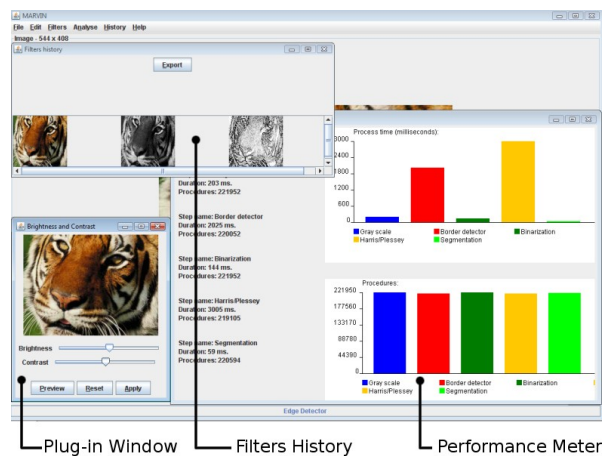 MARVIN
File Edit Filters Analyse History Help
Image - 544 x 408
Filters history
Export
Duration: 203 ms.
Procedures: 221952
Step name: Border detector
Duration: 2025 ms.
Procedures: 220052
Step name: Binarization
Duration: 144 ms.
Procedures: 221952
Step name: Harris/Plessey
Duration: 3005 ms.
Procedures: 219105
Step name: Segmentation
Duration: 59 ms.
Procedures: 220594
Process time (milliseconds):
3000
2400
1800
1200
600
0
Gray scale Border detector Binarization
Harris/Plessey Segmentation
Procedures:
221950
177560
133170
88780
44390
0
Gray scale Border detector Binarization
Harris/Plessey Segmentation
Brightness and Contrast
Brightness
Contrast
Preview Reset Apply
Edge Detector
Plug-in Window Filters History Performance Meter